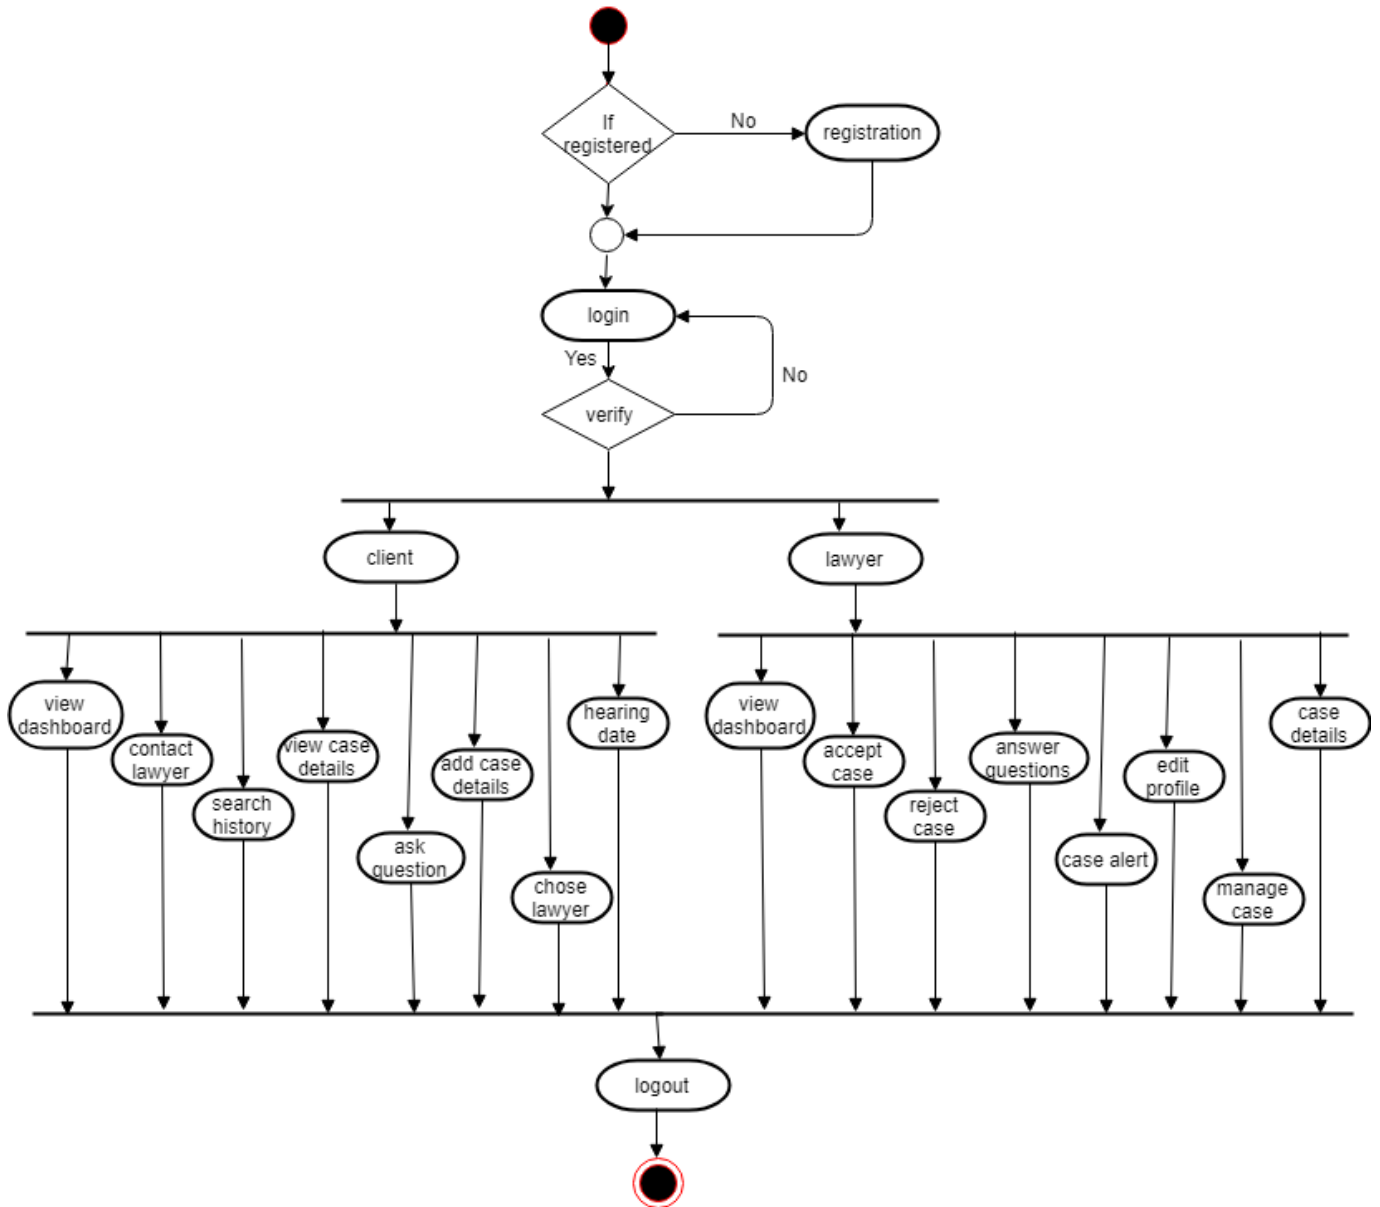 If
registered
No
registration
login
Yes
No
verify
client
lawyer
view
dashboard
contact
lawyer
search
history
view case
details
ask
question
add case
details
chose
lawyer
hearing
date
view
dashboard
accept
case
reject
case
answer
questions
case alert
edit
profile
manage
case
case
details
logout